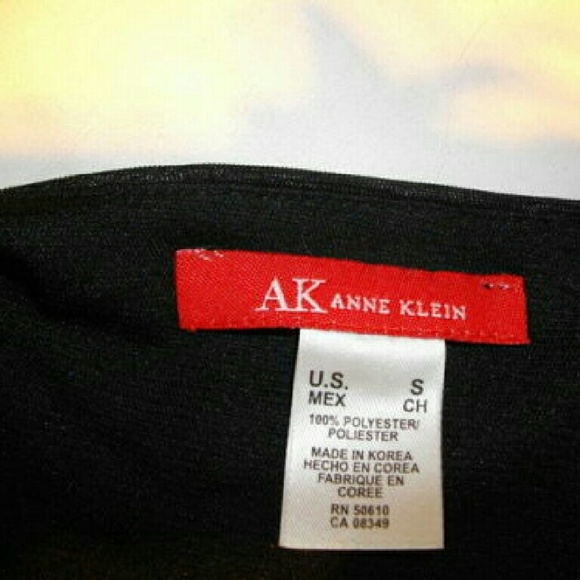 AK ANNE KLEIN
U.S. S
MEX CH
100% POLYESTER/
POLIESTER
MADE IN KOREA
HECHO EN COREA
FABRIQUE EN
COREE
RN 50610
CA 08349